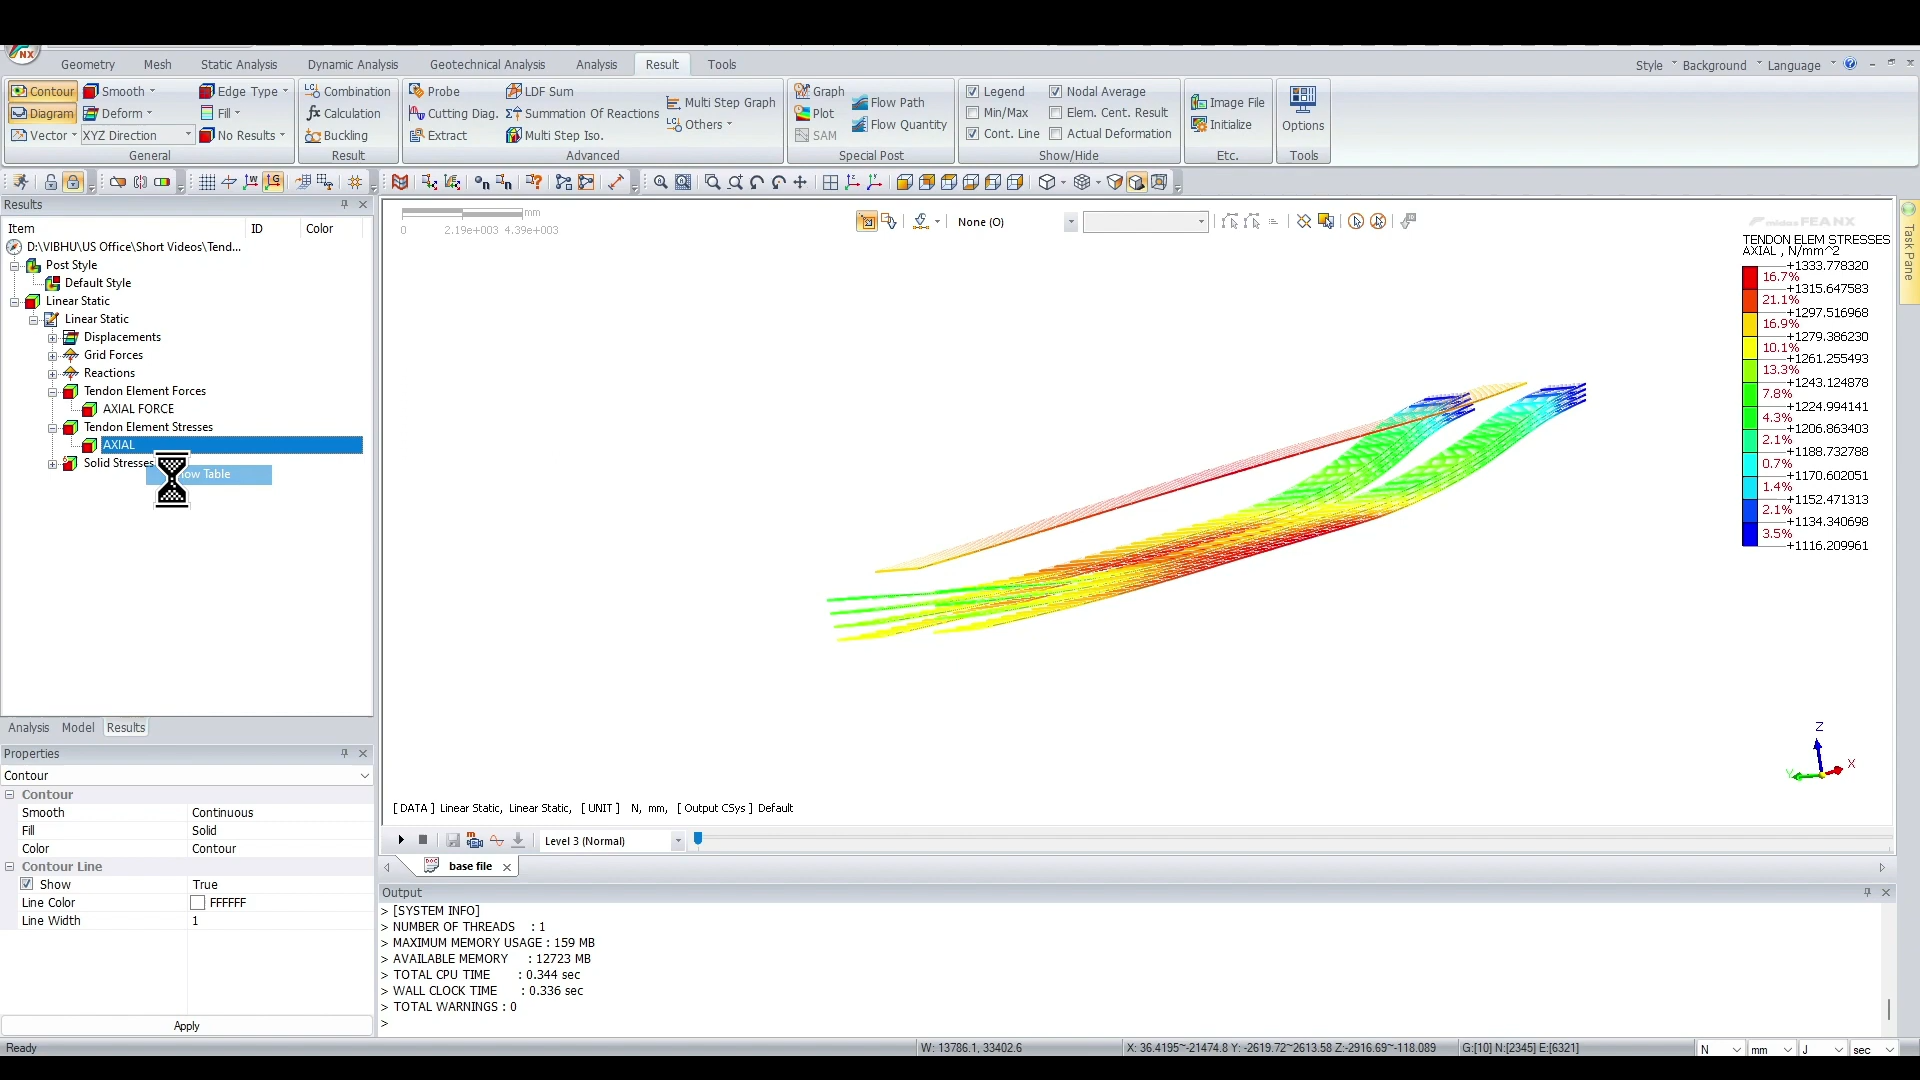 NX
Geometry Mesh Static Analysis Dynamic Analysis Geotechnical Analysis Analysis Result Tools
Style Background Language
Contour Smooth Edge Type
Diagram Deform Fill
Vector XYZ Direction No Results
General
Combination
Calculation
Buckling
Result
Probe LDF Sum
Cutting Diag. Summation Of Reactions
Extract Multi Step Iso.
Multi Step Graph
Others
Advanced
Graph
Plot
SAM
Flow Path
Flow Quantity
Special Post
Legend Nodal Average
Min/Max Elem. Cent. Result
Cont. Line Actual Deformation
Show/Hide
Image File
Initialize
Etc.
Options
Tools
Results
Item ID Color
D:\VIBHU\US Office\Short Videos\Tend...
Post Style
Default Style
Linear Static
Linear Static
Displacements
Grid Forces
Reactions
Tendon Element Forces
AXIAL FORCE
Tendon Element Stresses
AXIAL
Solid Stresses
Table
Analysis Model Results
Properties
Contour
Contour
Smooth Continuous
Fill Solid
Color Contour
Contour Line
Show True
Line Color FFFFFF
Line Width 1
Apply
mm
0 2.19e+003 4.39e+003
None (O)
midas FEA NX
Task Pane
TENDON ELEM STRESSES
AXIAL , N/mm^2
+1333.778320
16.7%
+1315.647583
21.1%
+1297.516968
16.9%
+1279.386230
10.1%
+1261.255493
13.3%
+1243.124878
7.8%
+1224.994141
4.3%
+1206.863403
2.1%
+1188.732788
0.7%
+1170.602051
1.4%
+1152.471313
2.1%
+1134.340698
3.5%
+1116.209961
Z
Y X
[ DATA ] Linear Static, Linear Static, [ UNIT ] N, mm, [ Output CSys ] Default
Level 3 (Normal)
base file
Output
> [SYSTEM INFO]
> NUMBER OF THREADS : 1
> MAXIMUM MEMORY USAGE : 159 MB
> AVAILABLE MEMORY : 12723 MB
> TOTAL CPU TIME : 0.344 sec
> WALL CLOCK TIME : 0.336 sec
> TOTAL WARNINGS : 0
>
Ready W: 13786.1, 33402.6 X: 36.4195~-21474.8 Y: -2619.72~2613.58 Z:-2916.69~-118.089 G:[10] N:[2345] E:[6321] N mm J sec